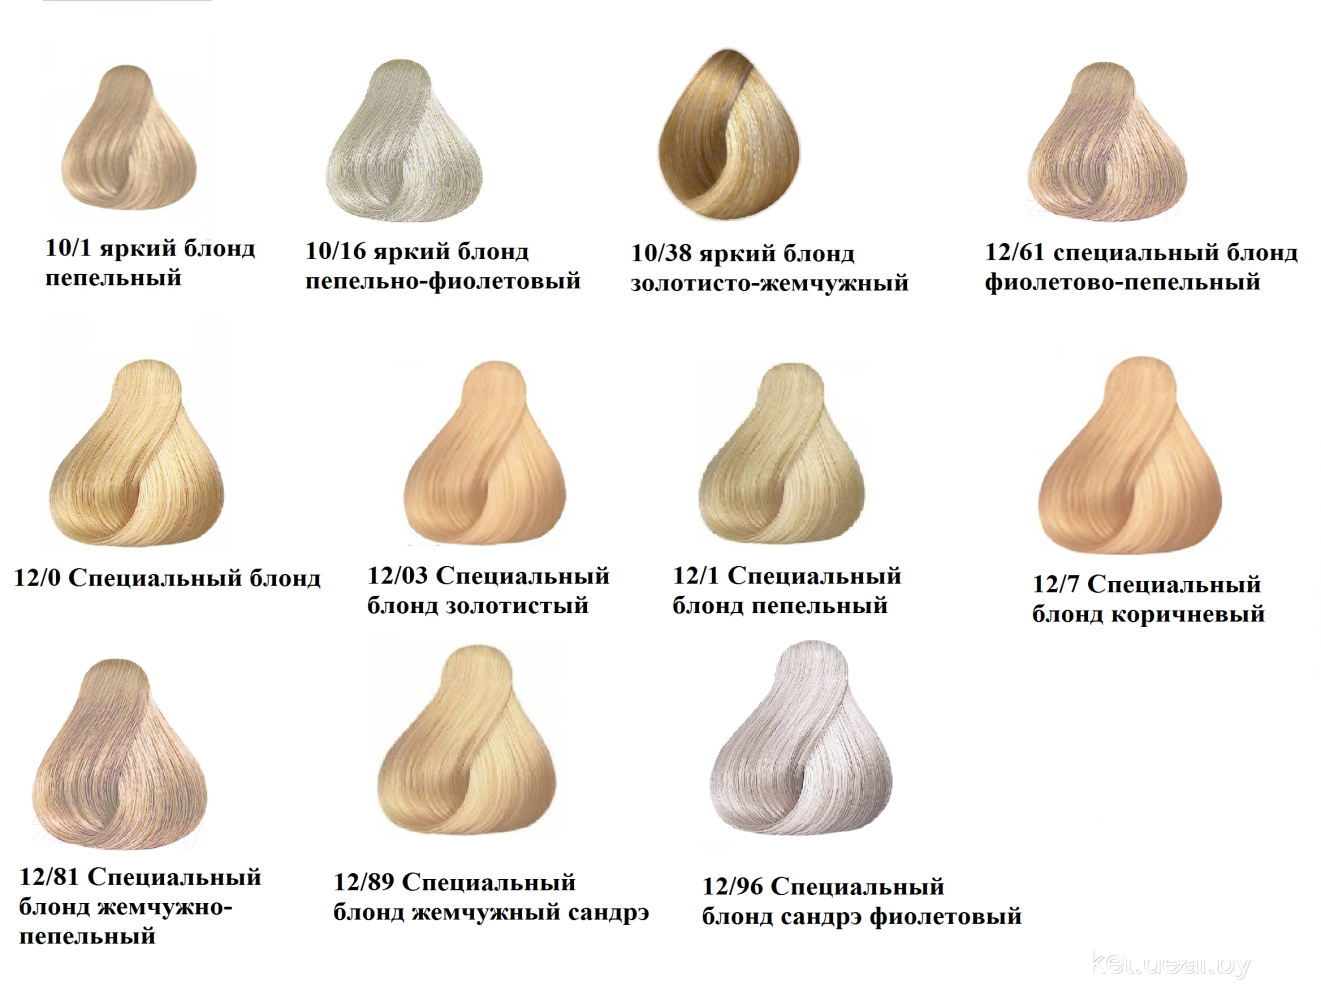 10/1 яркий блонд
пепельный
10/16 яркий блонд
пепельно-фиолетовый
10/38 яркий блонд
золотисто-жемчужный
12/61 специальный блонд
фиолетово-пепельный
12/0 Специальный блонд
12/03 Специальный
блонд золотистый
12/1 Специальный
блонд пепельный
12/7 Специальный
блонд коричневый
12/81 Специальный
блонд жемчужно-
пепельный
12/89 Специальный
блонд жемчужный сандрэ
12/96 Специальный
блонд сандрэ фиолетовый